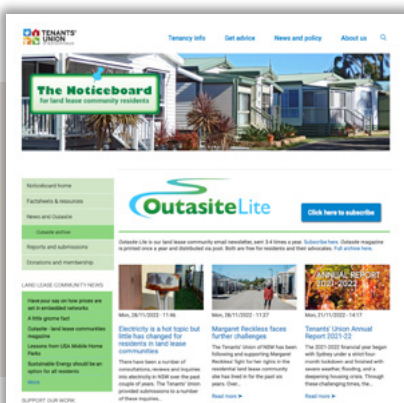 TENANTS'
UNION
Tenancy info
Get advice
News and policy
About us
The Noticeboard
for land lease community residents
Noticeboard home
Factsheets & resources
News and Outasite
Outasite archive
Reports and submissions
Donations and membership
LAND LEASE COMMUNITY NEWS
Have your say on how prices are
set in embedded networks
A little gnome fact
Outasite - land lease communities
magazine
Lessons from USA Mobile Home
Parks
Sustainable Energy should be an
option for all residents
More
SUPPORT OUR WORK
OutasiteLite
Click here to subscribe
Outasite Lite is our land lease community email newsletter, sent 3-4 times a year. Subscribe here. Outasite magazine
is printed once a year and distributed via post. Both are free for residents and their advocates. Full archive here.
Mon, 28/11/2022 - 11:46
Electricity is a hot topic but
little has changed for
residents in land lease
communities
There have been a number of
consultations, reviews and inquiries
into electricity in NSW over the past
couple of years. The Tenants' Union
provided submissions to a number
of these inquiries...
Mon, 28/11/2022 - 11:27
Margaret Reckless faces
further challenges
The Tenants' Union of NSW has been
following and supporting Margaret
Reckless' fight for her rights in the
residential land lease community
she has lived in for the past six
years. Over...
Read more >
ANNUAL REPORT
2021-2022
Mon, 21/11/2022 - 14:17
Tenants' Union Annual
Report 2021-22
The 2021-2022 financial year began
with Sydney under a strict four-
month lockdown and finished with
severe weather, flooding, and a
deepening housing crisis. Through
these challenging times, the...
Read more >